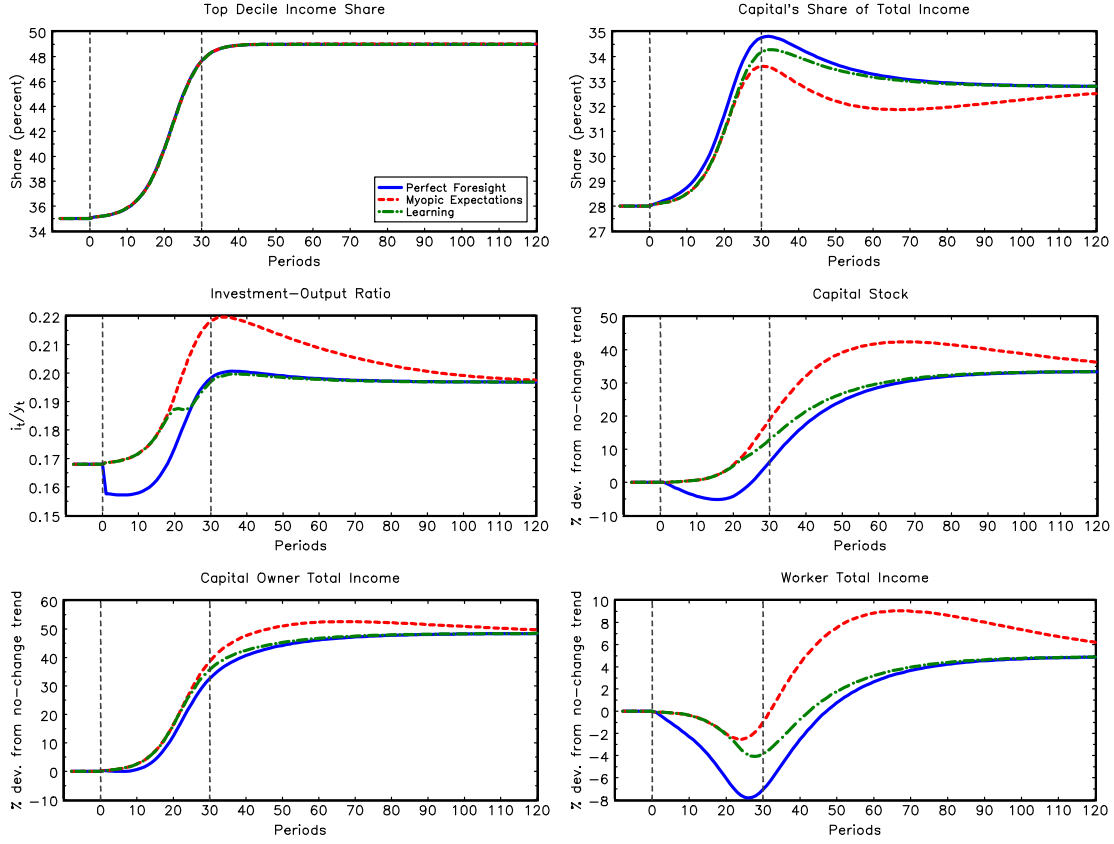 Top Decile Income Share
Share (percent)
50
48
46
44
42
40
38
36
34
Perfect Foresight
Myopic Expectations
Learning
0 10 20 30 40 50 60 70 80 90 100 110 120
Periods
Capital's Share of Total Income
Share (percent)
35
34
33
32
31
30
29
28
27
0 10 20 30 40 50 60 70 80 90 100 110 120
Periods
Investment-Output Ratio
i_t/y_t
0.22
0.21
0.20
0.19
0.18
0.17
0.16
0.15
0 10 20 30 40 50 60 70 80 90 100 110 120
Periods
Capital Stock
% dev. from no-change trend
50
40
30
20
10
0
-10
0 10 20 30 40 50 60 70 80 90 100 110 120
Periods
Capital Owner Total Income
% dev. from no-change trend
60
50
40
30
20
10
0
-10
0 10 20 30 40 50 60 70 80 90 100 110 120
Periods
Worker Total Income
% dev. from no-change trend
10
8
6
4
2
0
-2
-4
-6
-8
0 10 20 30 40 50 60 70 80 90 100 110 120
Periods